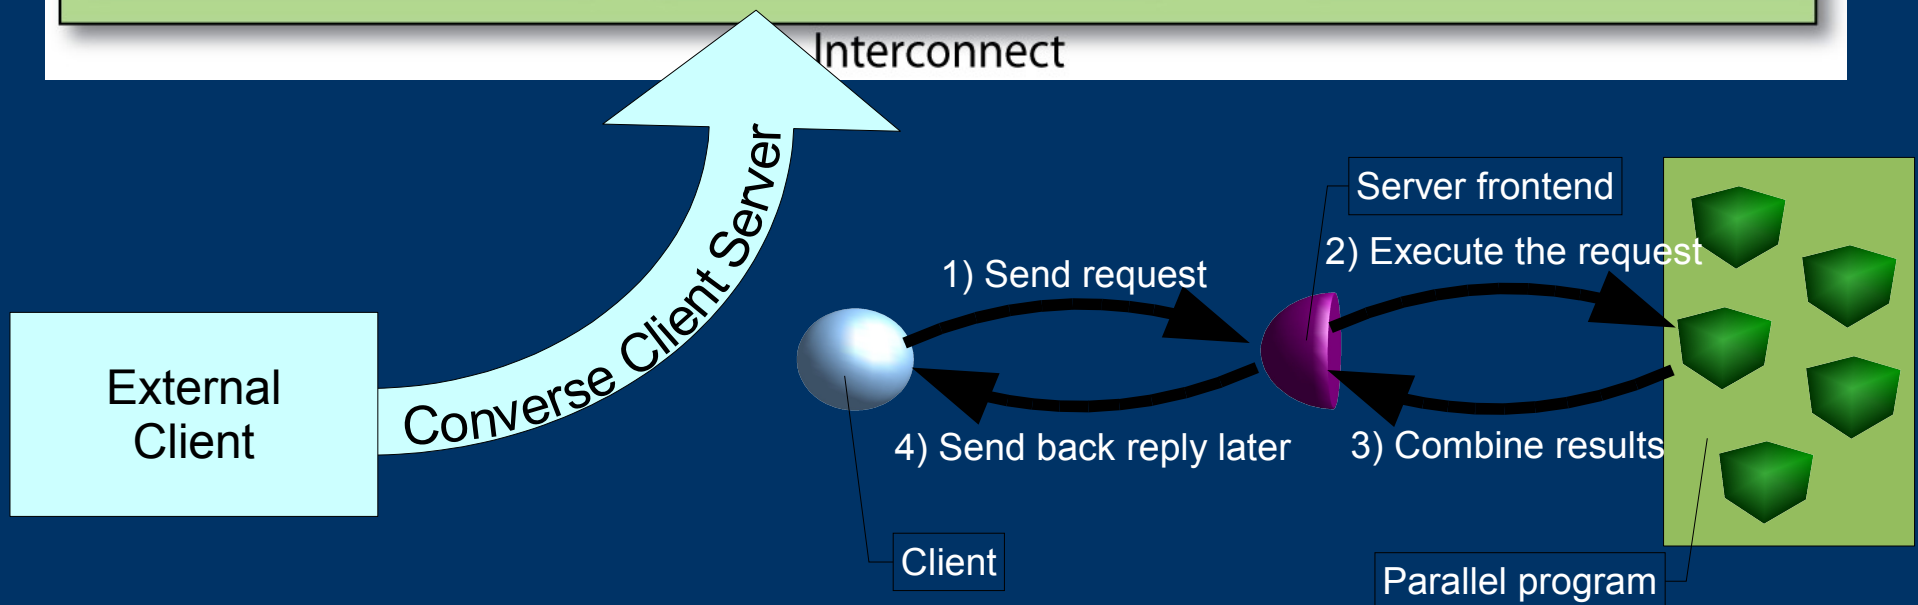 Interconnect
Converse Client Server
External
Client
Server frontend
1) Send request
2) Execute the request
4) Send back reply later
3) Combine results
Client
Parallel program